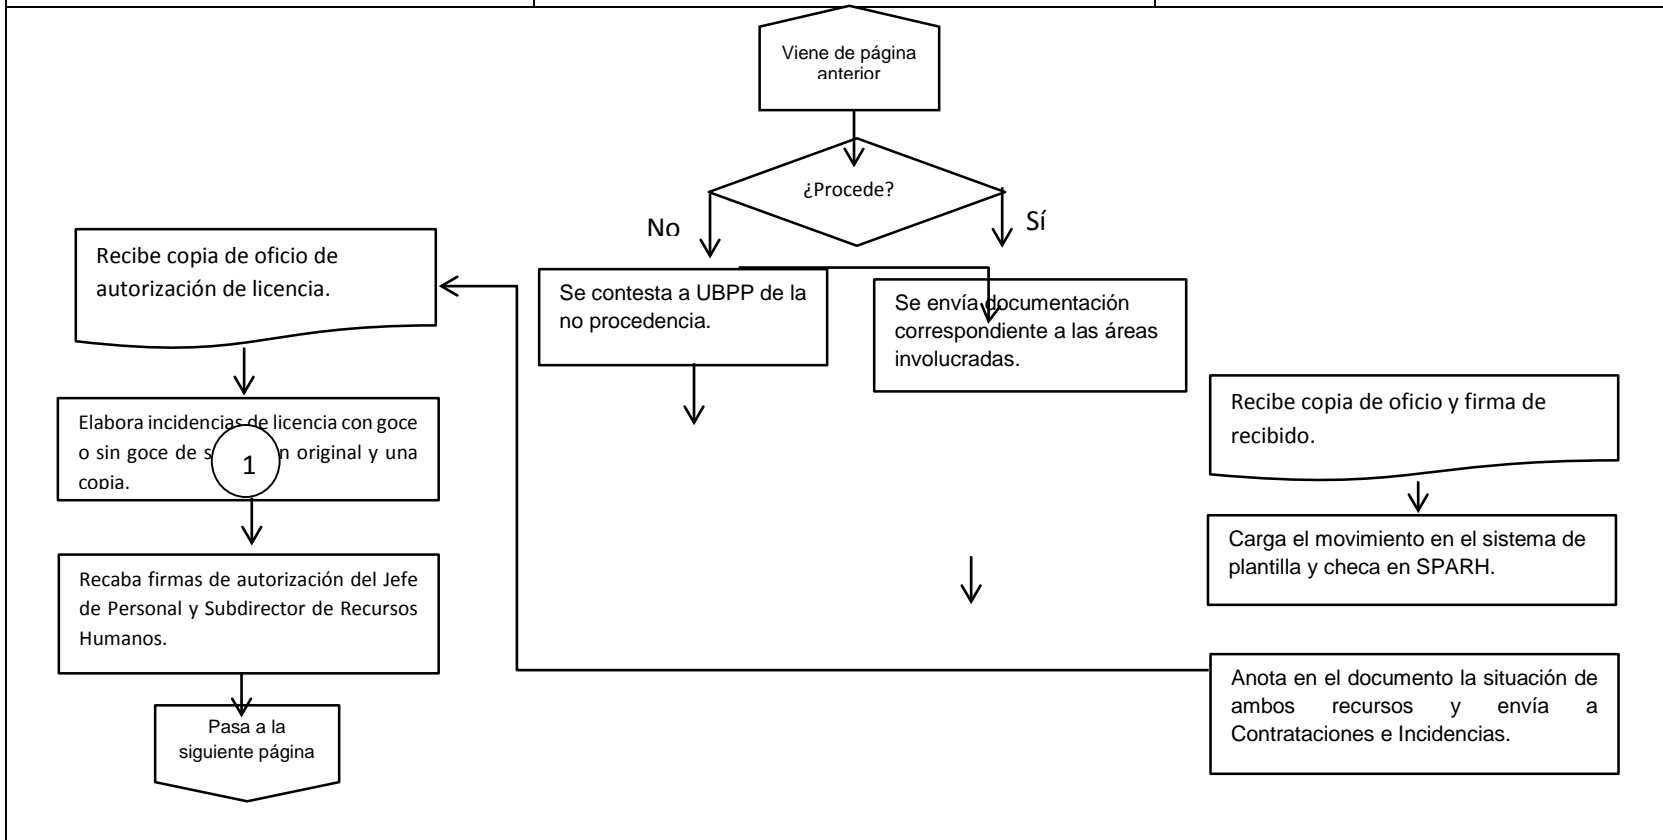 Viene de página
anterior
¿Procede?
No
Sí
Recibe copia de oficio de
autorización de licencia.
Se contesta a UBPP de la
no procedencia.
Se envía documentación
correspondiente a las áreas
involucradas.
Elabora incidencias de licencia con goce
o sin goce de s n original y una
copia.
1
Recibe copia de oficio y firma de
recibido.
Carga el movimiento en el sistema de
plantilla y checa en SPARH.
Recaba firmas de autorización del Jefe
de Personal y Subdirector de Recursos
Humanos.
Anota en el documento la situación de
ambos recursos y envía a
Contrataciones e Incidencias.
Pasa a la
siguiente página